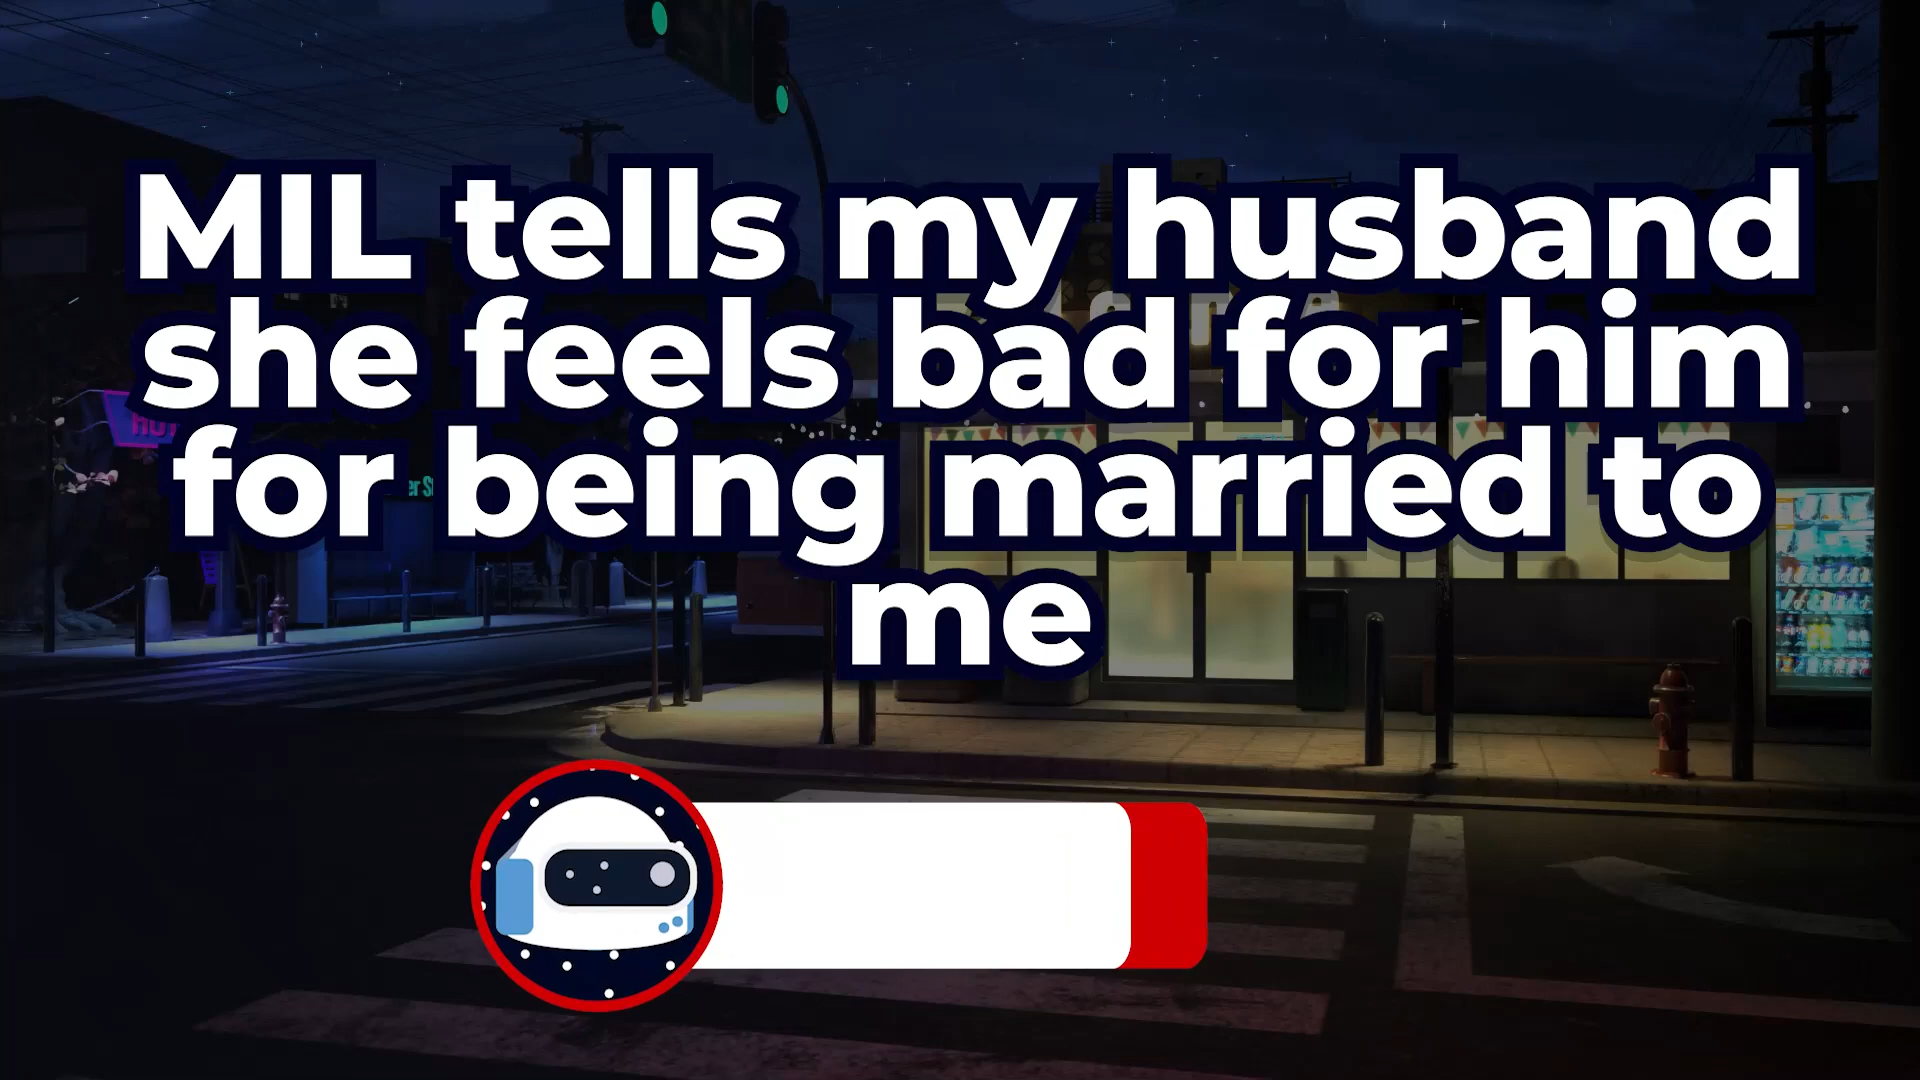 MIL tells my husband
she feels bad for him
for being married to
me